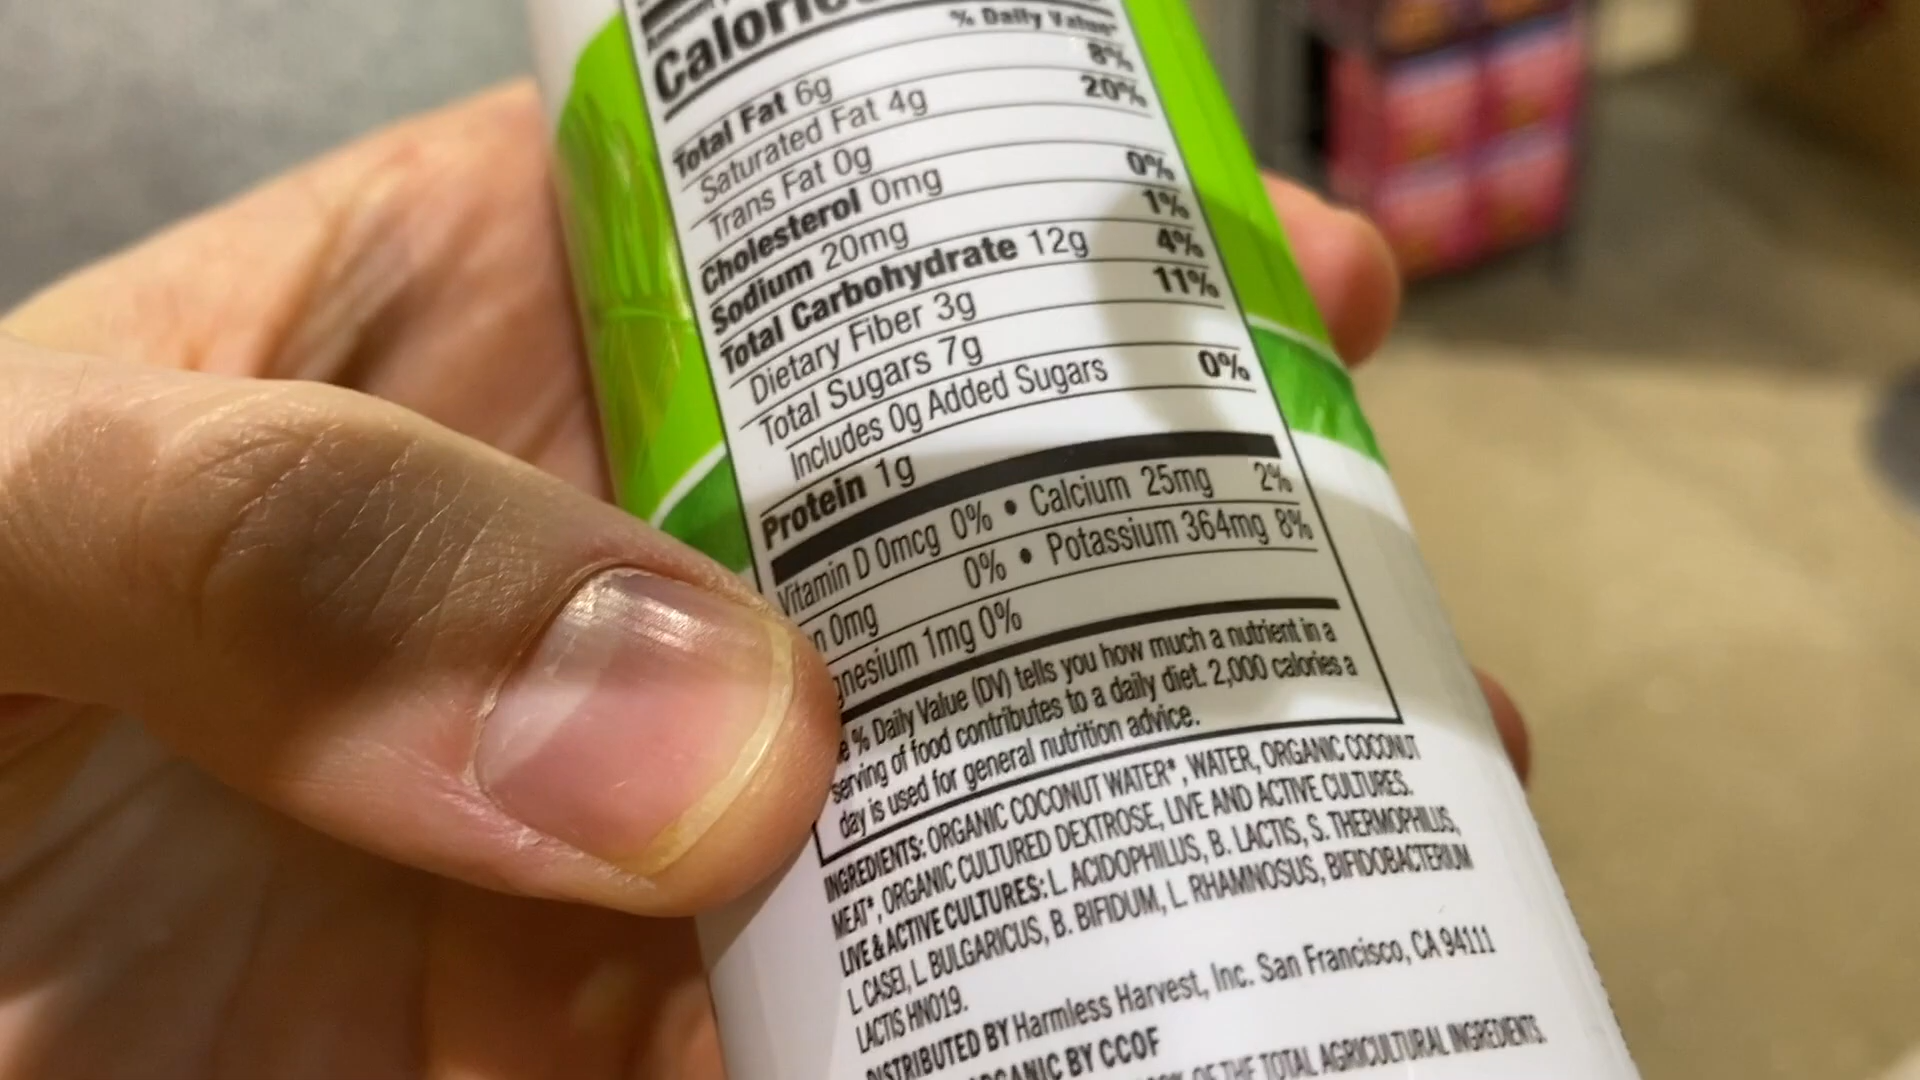 % Daily Value*
Total Fat 6g 8%
Saturated Fat 4g 20%
Trans Fat 0g
Cholesterol 0mg 0%
Sodium 20mg 1%
Total Carbohydrate 12g 4%
Dietary Fiber 3g 11%
Total Sugars 7g
Includes 0g Added Sugars 0%
Protein 1g
Vitamin D 0mcg 0% • Calcium 25mg 2%
0mg 0% • Potassium 364mg 8%
1mg 0%
% Daily Value (DV) tells you how much a nutrient in a
serving of food contributes to a daily diet. 2,000 calories a
day is used for general nutrition advice.
INGREDIENTS: ORGANIC COCONUT WATER*, WATER, ORGANIC COCONUT
MEAT*, ORGANIC CULTURED DEXTROSE, LIVE AND ACTIVE CULTURES.
LIVE & ACTIVE CULTURES: L. ACIDOPHILUS, B. LACTIS, S. THERMOPHILUS,
L. CASEI, L. BULGARICUS, B. BIFIDUM, L. RHAMNOSUS, BIFIDOBACTERIUM
LACTIS HN019.
DISTRIBUTED BY Harmless Harvest, Inc. San Francisco, CA 94111
BY CCOF
OF THE TOTAL AGRICULTURAL INGREDIENTS.